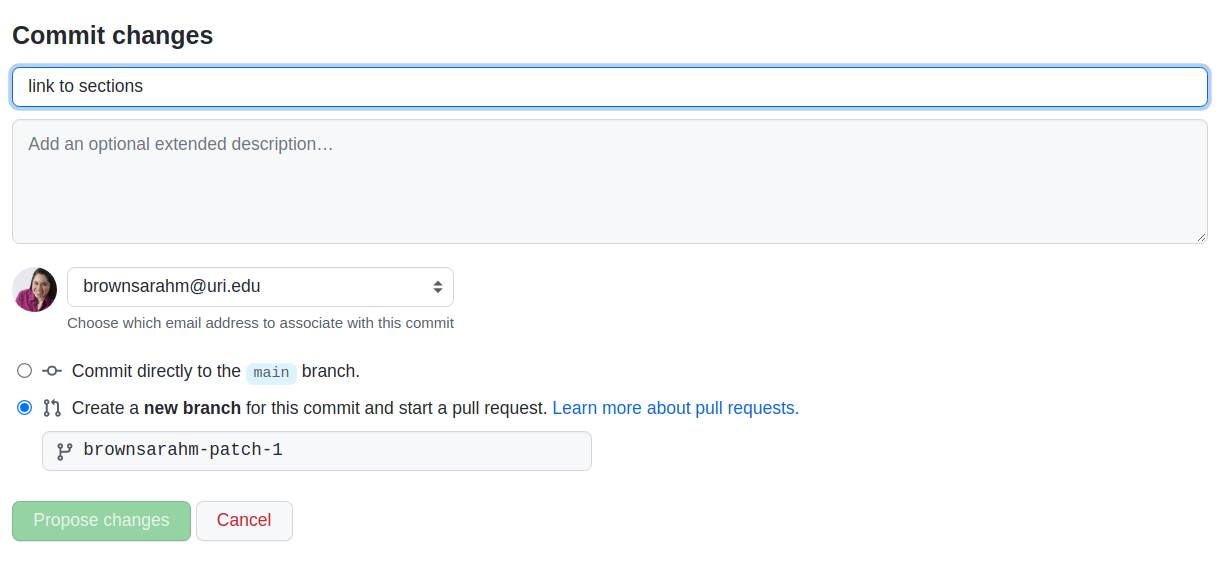 Commit changes
link to sections
Add an optional extended description…
brownsarahm@uri.edu
Choose which email address to associate with this commit
Commit directly to the main branch.
Create a new branch for this commit and start a pull request. Learn more about pull requests.
brownsarahm-patch-1
Propose changes Cancel